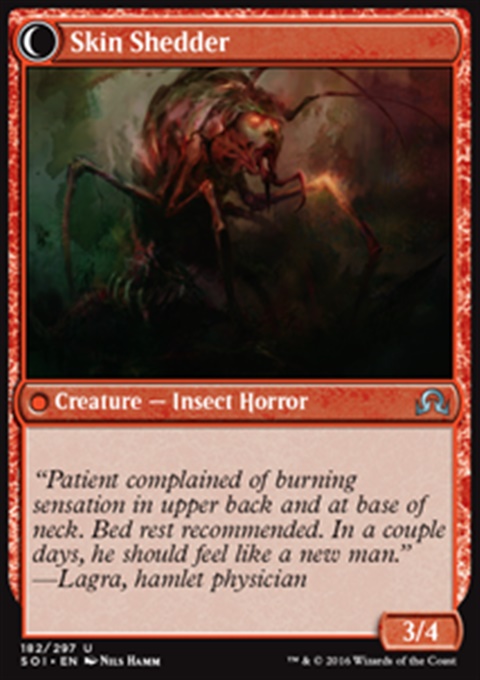 Skin Shedder
Creature — Insect Horror
“Patient complained of burning
sensation in upper back and at base of
neck. Bed rest recommended. In a couple
days, he should feel like a new man.”
—Lagra, hamlet physician
3/4
182/297 U
SOI • EN Nils Hamm
™ & © 2016 Wizards of the Coast